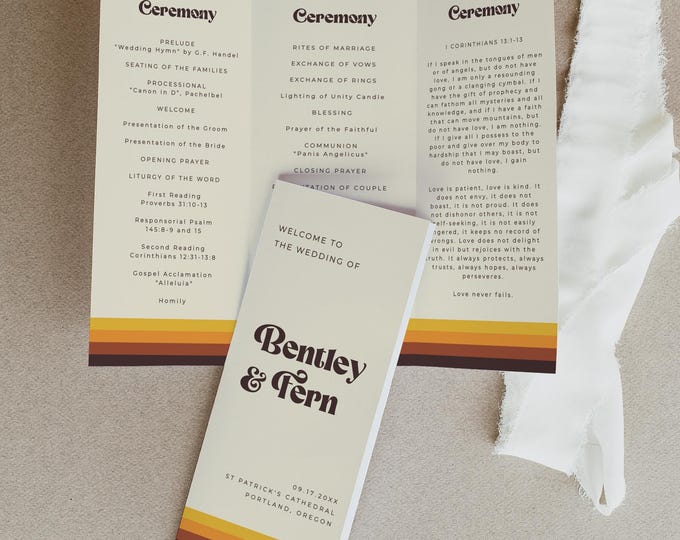 Ceremony
PRELUDE
"Wedding Hymn" by G.F. Handel
SEATING OF THE FAMILIES
PROCESSIONAL
"Canon in D", Pachelbel
WELCOME
Presentation of the Groom
Presentation of the Bride
OPENING PRAYER
LITURGY OF THE WORD
First Reading
Proverbs 31:10-13
Responsorial Psalm
145:8-9 and 15
Second Reading
Corinthians 12:31-13:8
Gospel Acclamation
"Alleluia"
Homily
Ceremony
RITES OF MARRIAGE
EXCHANGE OF VOWS
EXCHANGE OF RINGS
Lighting of Unity Candle
BLESSING
Prayer of the Faithful
COMMUNION
"Panis Angelicus"
CLOSING PRAYER
OF COUPLE
Ceremony
1 CORINTHIANS 13:1-13
If I speak in the tongues of men
or of angels, but do not have
love, I am only a resounding
gong or a clanging cymbal. If I
have the gift of prophecy and
can fathom all mysteries and all
knowledge, and if I have a faith
that can move mountains, but
do not have love, I am nothing.
If I give all I possess to the
poor and give over my body to
hardship that I may boast, but
do not have love, I gain
nothing.
Love is patient, love is kind. It
does not envy, it does not
boast, it is not proud. It does
not dishonor others, it is not
self-seeking, it is not easily
angered, it keeps no record of
wrongs. Love does not delight
in evil but rejoices with the
truth. It always protects, always
trusts, always hopes, always
perseveres.
Love never fails.
WELCOME TO
THE WEDDING OF
Bentley
& Fern
09.17.20XX
ST PATRICK'S CATHEDRAL
PORTLAND, OREGON